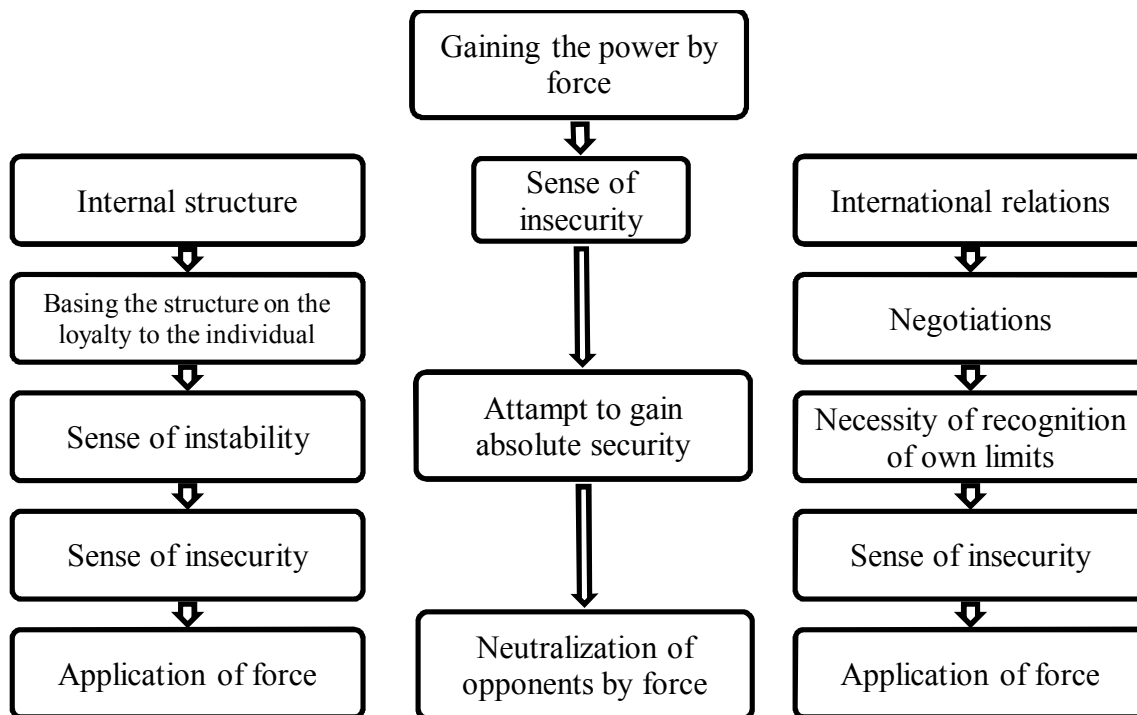 Gaining the power by
force
Internal structure
Basing the structure on the
loyalty to the individual
Sense of instability
Sense of insecurity
Application of force
Sense of
insecurity
Attampt to gain
absolute security
Neutralization of
opponents by force
International relations
Negotiations
Necessity of recognition
of own limits
Sense of insecurity
Application of force